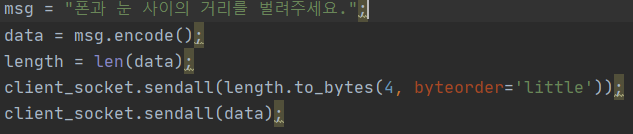 msg = "폰과 눈 사이의 거리를 벌려주세요.";
data = msg.encode();
length = len(data);
client_socket.sendall(length.to_bytes(4, byteorder='little'));
client_socket.sendall(data);